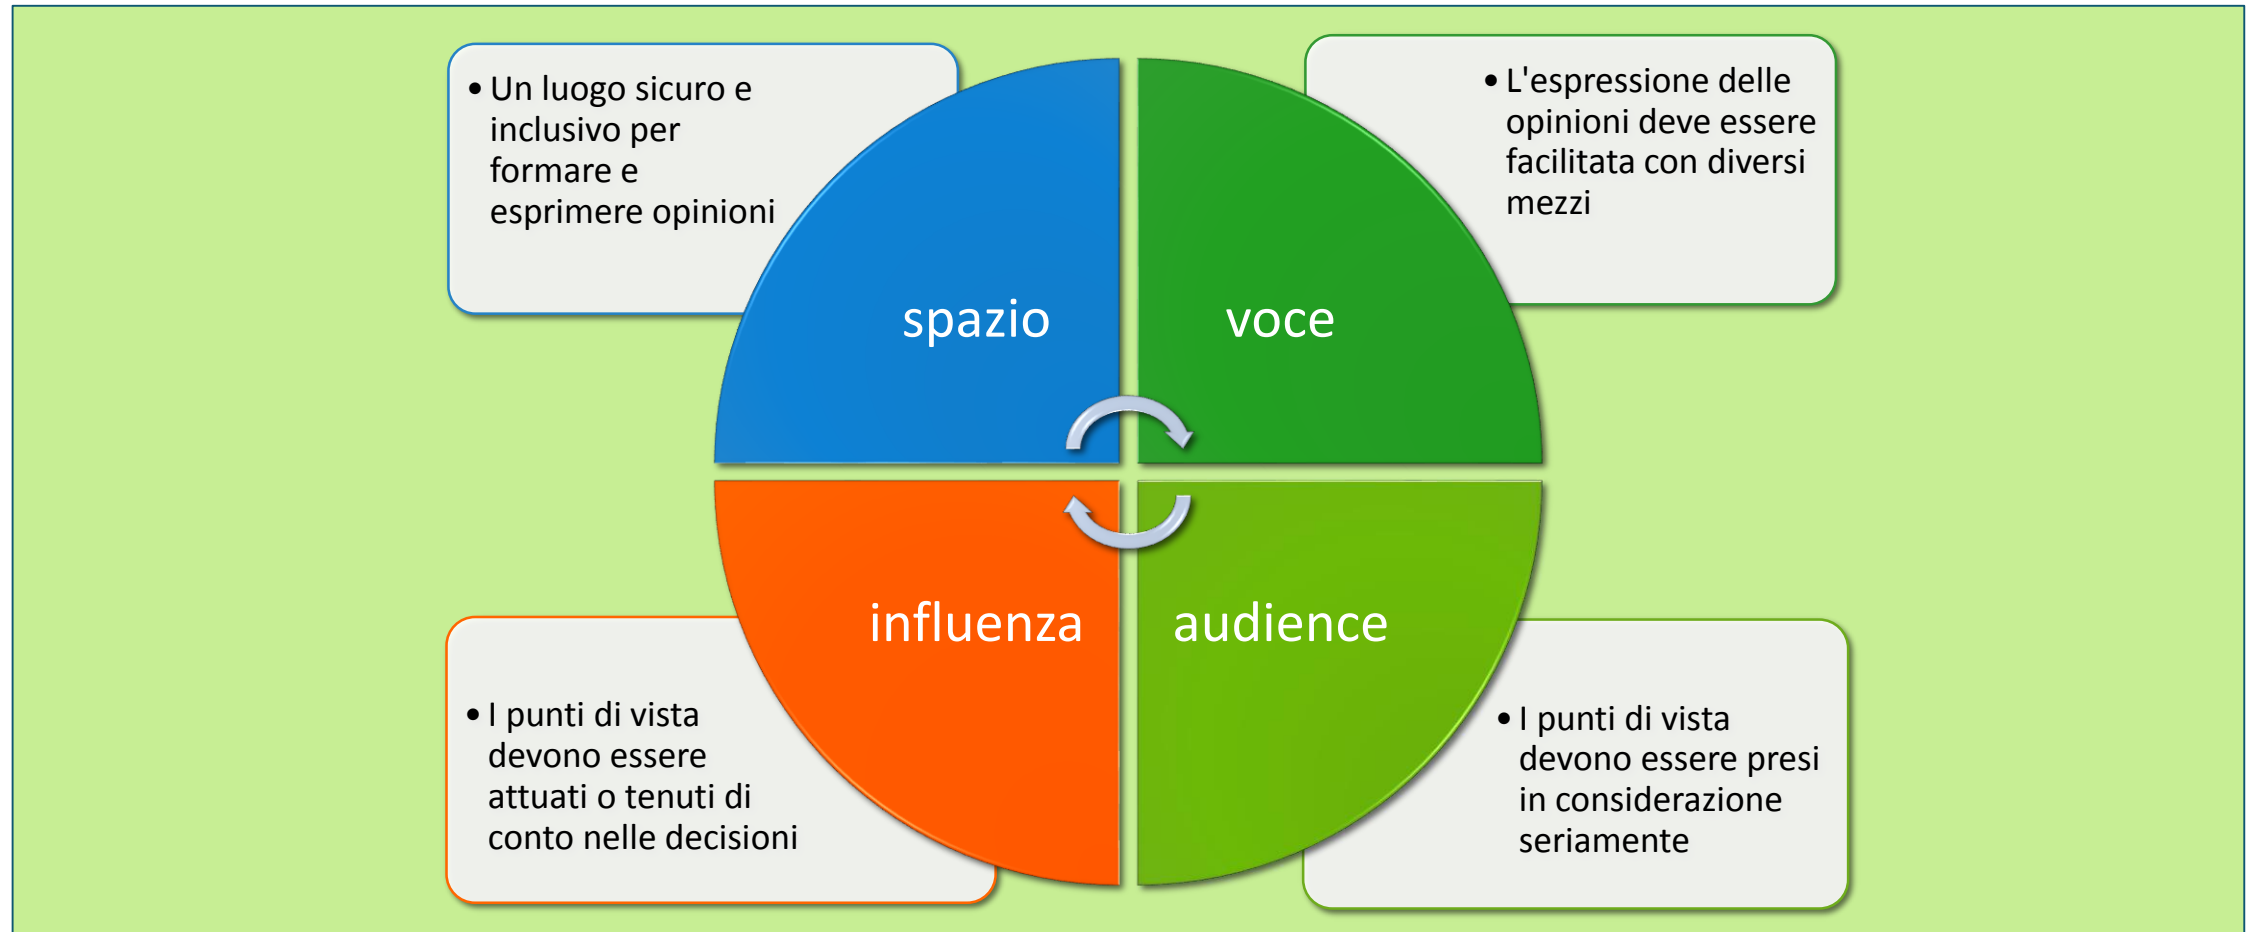 • Un luogo sicuro e
inclusivo per
formare e
esprimere opinioni
• L'espressione delle
opinioni deve essere
facilitata con diversi
mezzi
spazio
voce
influenza
audience
• I punti di vista
devono essere
attuati o tenuti di
conto nelle decisioni
• I punti di vista
devono essere presi
in considerazione
seriamente